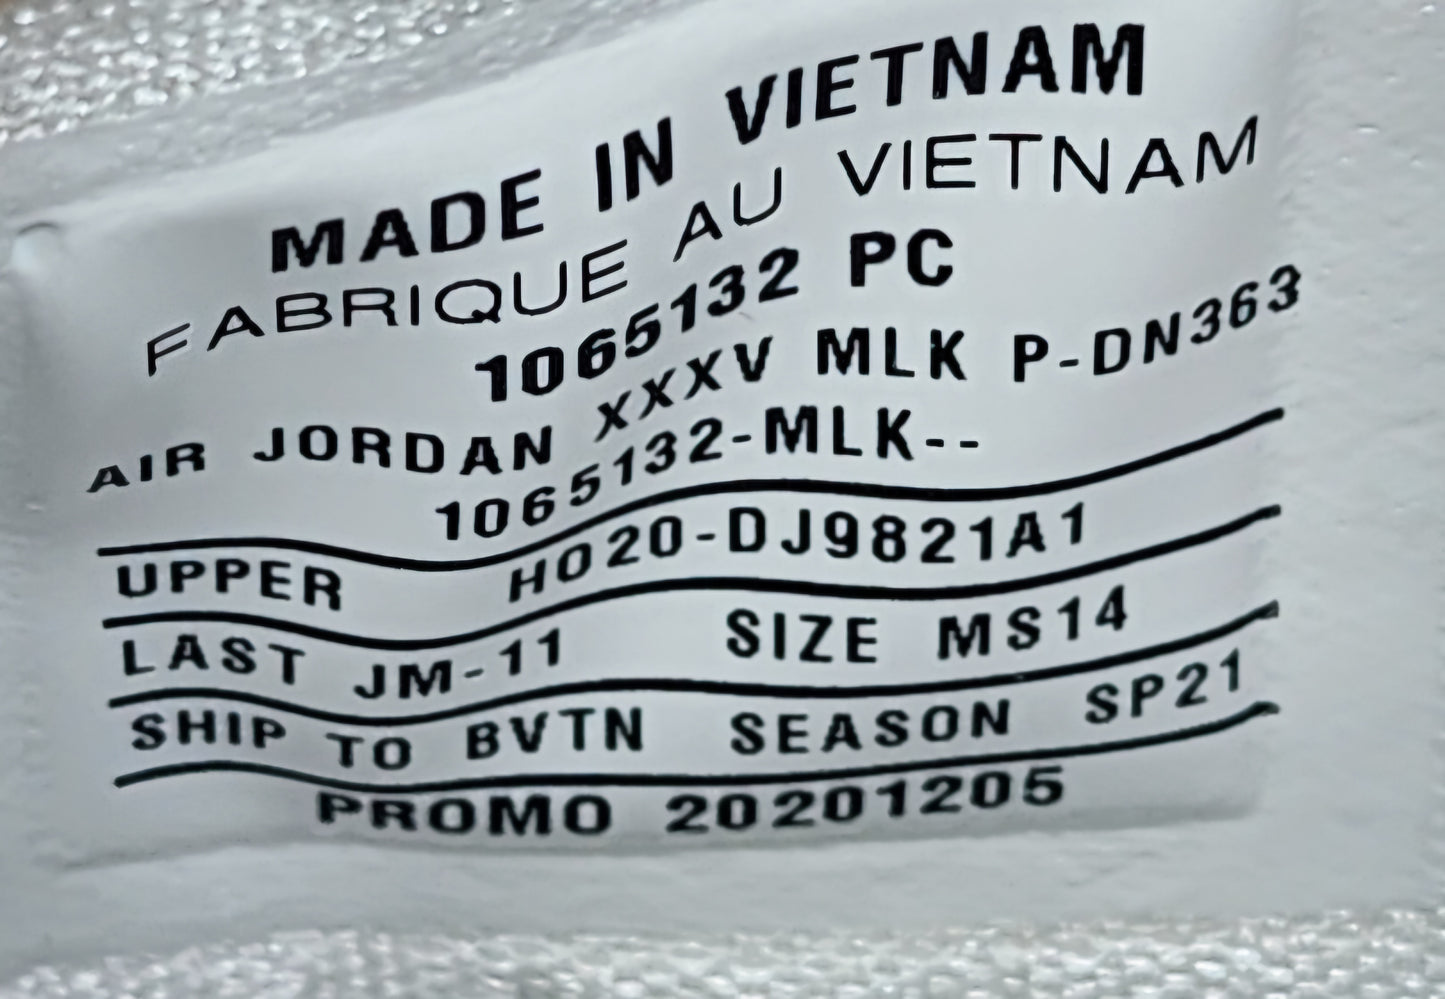 MADE IN VIETNAM
FABRIQUE AU VIETNAM
1065132 PC
AIR JORDAN XXXV MLK P-DN363
1065132-MLK--
UPPER HO20-DJ9821A1
LAST JM-11 SIZE MS14
SHIP TO BVTN SEASON SP21
PROMO 20201205